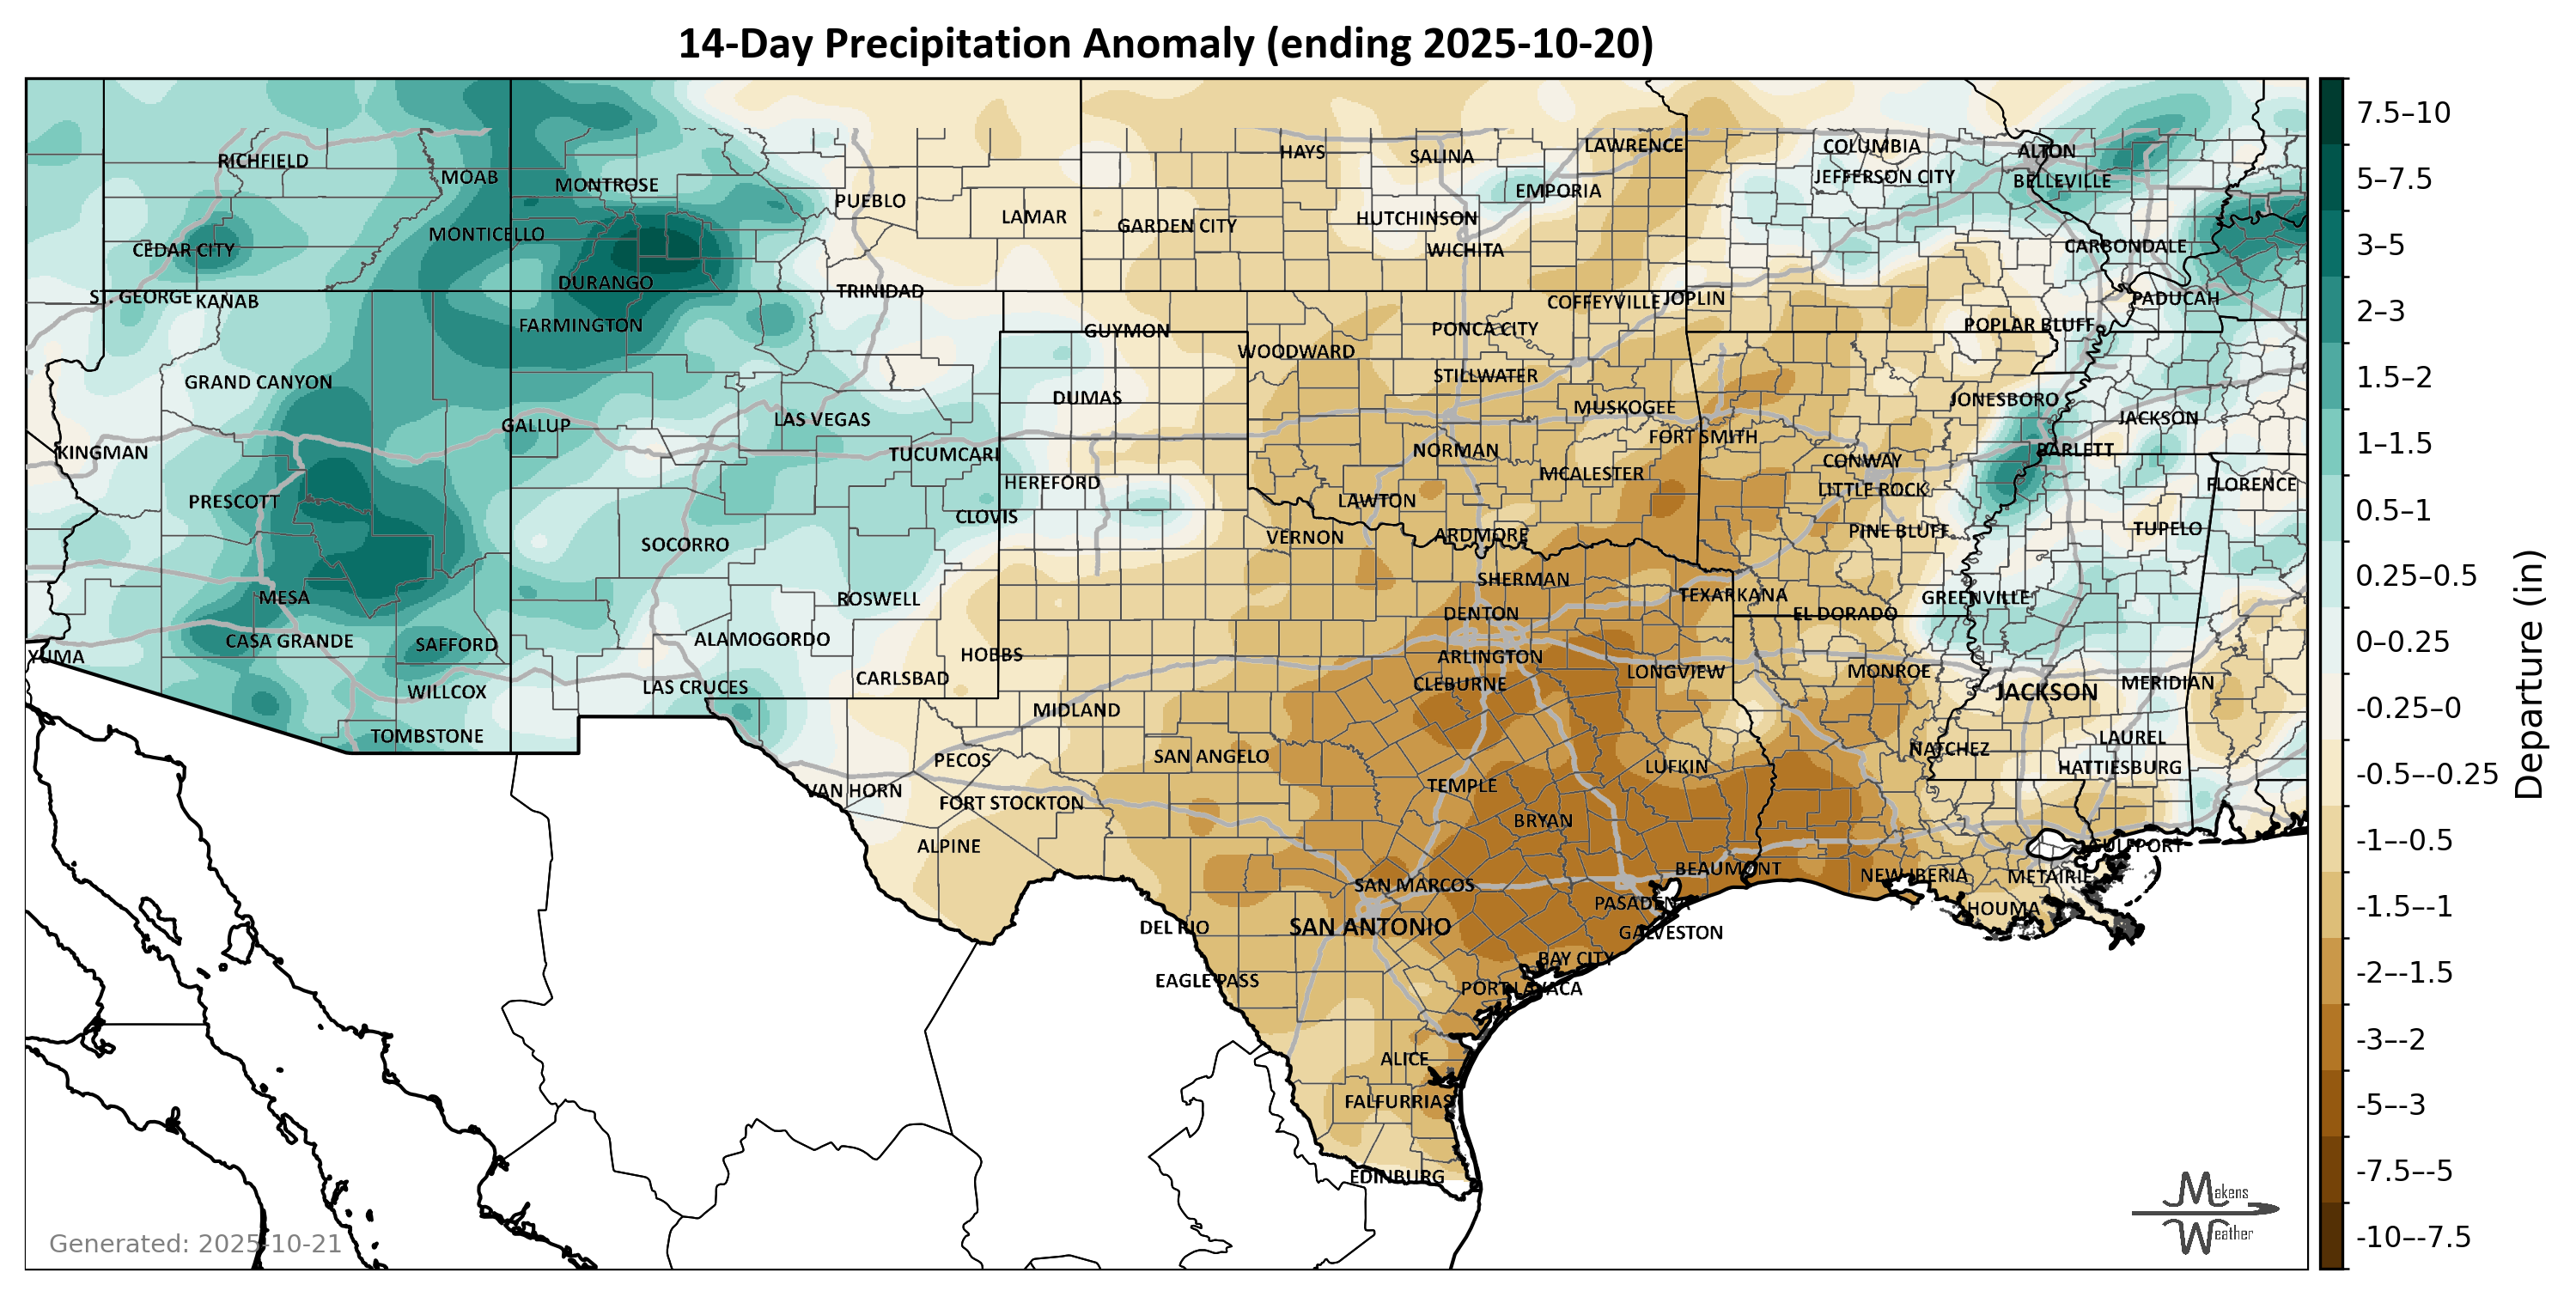 14-Day Precipitation Anomaly (ending 2025-10-20)
RICHFIELD
MOAB
MONTROSE
PUEBLO
LAMAR
HAYS
SALINA
LAWRENCE
COLUMBIA
ALTON
JEFFERSON CITY
BELLEVILLE
EMPORIA
GARDEN CITY
HUTCHINSON
WICHITA
CEDAR CITY
MONTICELLO
CARBONDALE
DURANGO
ST. GEORGE
KANAB
TRINIDAD
COFFEYVILLE
JOPLIN
PADUCAH
FARMINGTON
GUYMON
PONCA CITY
POPLAR BLUFF
WOODWARD
GRAND CANYON
STILLWATER
DUMAS
MUSKOGEE
JONESBORO
GALLUP
LAS VEGAS
JACKSON
FORT SMITH
KINGMAN
TUCUMCARI
NORMAN
BARLETT
CONWAY
MCALESTER
HEREFORD
FLORENCE
PRESCOTT
LAWTON
LITTLE ROCK
CLOVIS
TUPELO
SOCORRO
VERNON
ARDMORE
PINE BLUFF
SHERMAN
MESA
ROSWELL
TEXARKANA
GREENVILLE
DENTON
EL DORADO
CASA GRANDE
SAFFORD
ALAMOGORDO
YUMA
HOBBS
ARLINGTON
LONGVIEW
MONROE
CARLSBAD
CLEBURNE
WILLCOX
LAS CRUCES
JACKSON
MERIDIAN
MIDLAND
TOMBSTONE
PECOS
SAN ANGELO
NATCHEZ
LAUREL
LUFKIN
HATTIESBURG
VAN HORN
FORT STOCKTON
TEMPLE
BRYAN
ALPINE
GULFPORT
BEAUMONT
SAN MARCOS
NEW IBERIA
METAIRIE
PASADENA
HOUMA
DEL RIO
SAN ANTONIO
GALVESTON
BAY CITY
EAGLE PASS
PORT LAVACA
ALICE
FALFURRIAS
EDINBURG
Generated: 2025-10-21
Makens
Weather
7.5–10
5–7.5
3–5
2–3
1.5–2
1–1.5
0.5–1
0.25–0.5
0–0.25
-0.25–0
-0.5–-0.25
-1–-0.5
-1.5–-1
-2–-1.5
-3–-2
-5–-3
-7.5–-5
-10–-7.5
Departure (in)